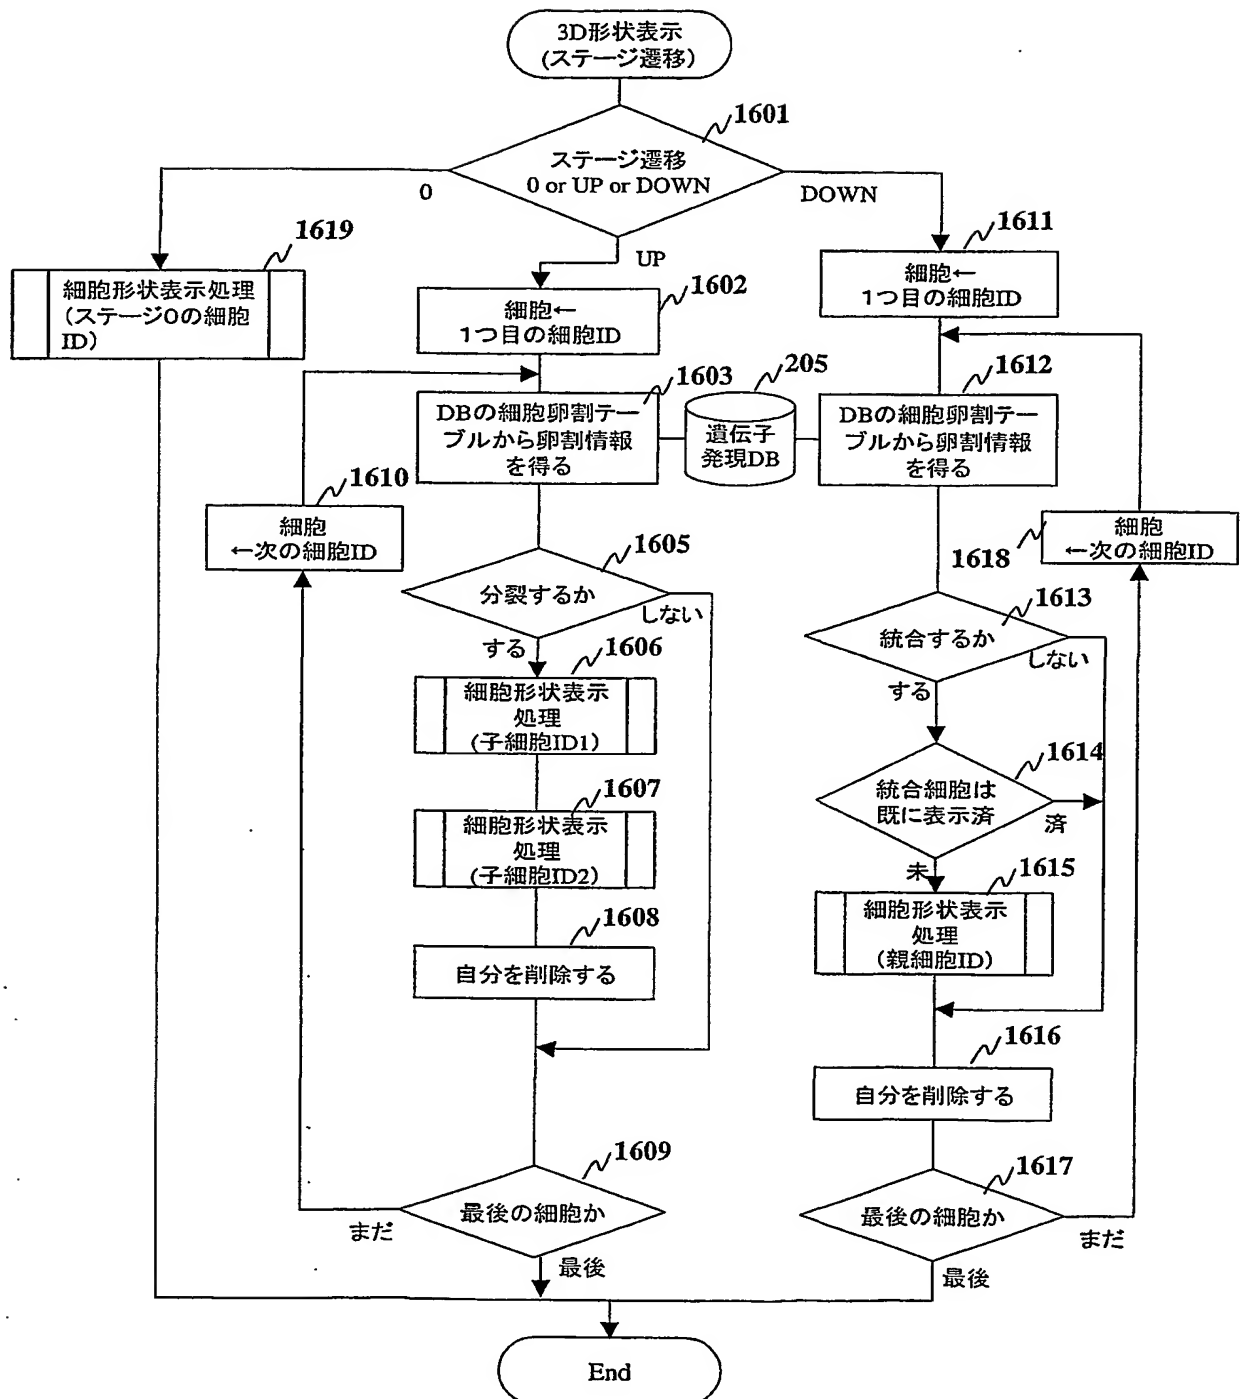 3D形状表示
(ステージ遷移)
1601
ステージ遷移
0 or UP or DOWN
0
UP
DOWN
1619
細胞形状表示処理
(ステージ0の細胞
ID)
1602
細胞←
1つ目の細胞ID
1611
細胞←
1つ目の細胞ID
1603
DBの細胞卵割テー
ブルから卵割情報
を得る
205
遺伝子
発現DB
1612
DBの細胞卵割テー
ブルから卵割情報
を得る
1610
細胞
←次の細胞ID
1618
細胞
←次の細胞ID
1605
分裂するか
しない
する
1613
統合するか
しない
する
1606
細胞形状表示
処理
(子細胞ID1)
1614
統合細胞は
既に表示済
済
未
1607
細胞形状表示
処理
(子細胞ID2)
1615
細胞形状表示
処理
(親細胞ID)
1608
自分を削除する
1616
自分を削除する
1609
最後の細胞か
まだ
最後
1617
最後の細胞か
まだ
最後
End